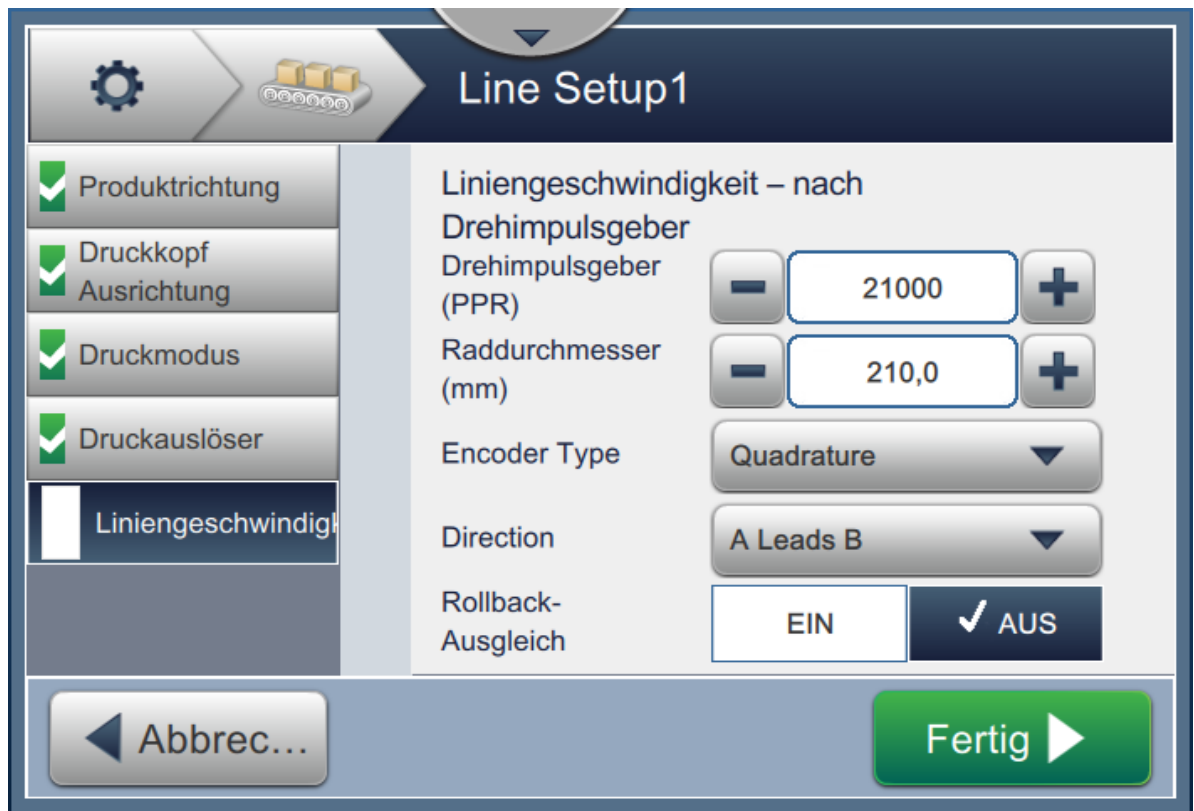 Line Setup1
Produktrichtung
Druckkopf
Ausrichtung
Druckmodus
Druckauslöser
Liniengeschwindigk
Liniengeschwindigkeit – nach
Drehimpulsgeber
Drehimpulsgeber
(PPR)
21000
Raddurchmesser
(mm)
210,0
Encoder Type
Quadrature
Direction
A Leads B
Rollback-
Ausgleich
EIN
AUS
Abbrec...
Fertig